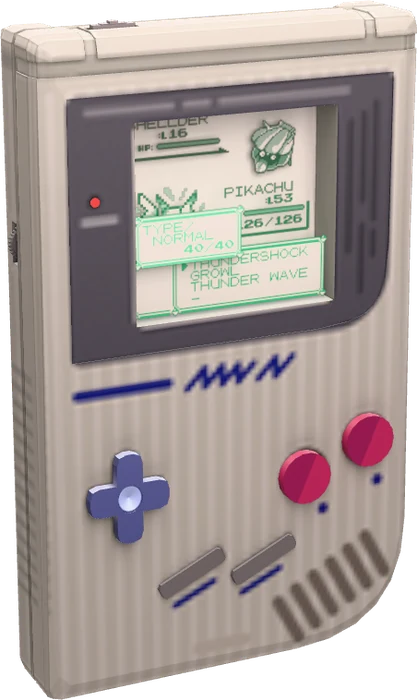 HELLDER
:L16
HP:
PIKACHU
:L53
126/126
TYPE/
NORMAL
40/40
THUNDERSHOCK
GROWL
THUNDER WAVE
–